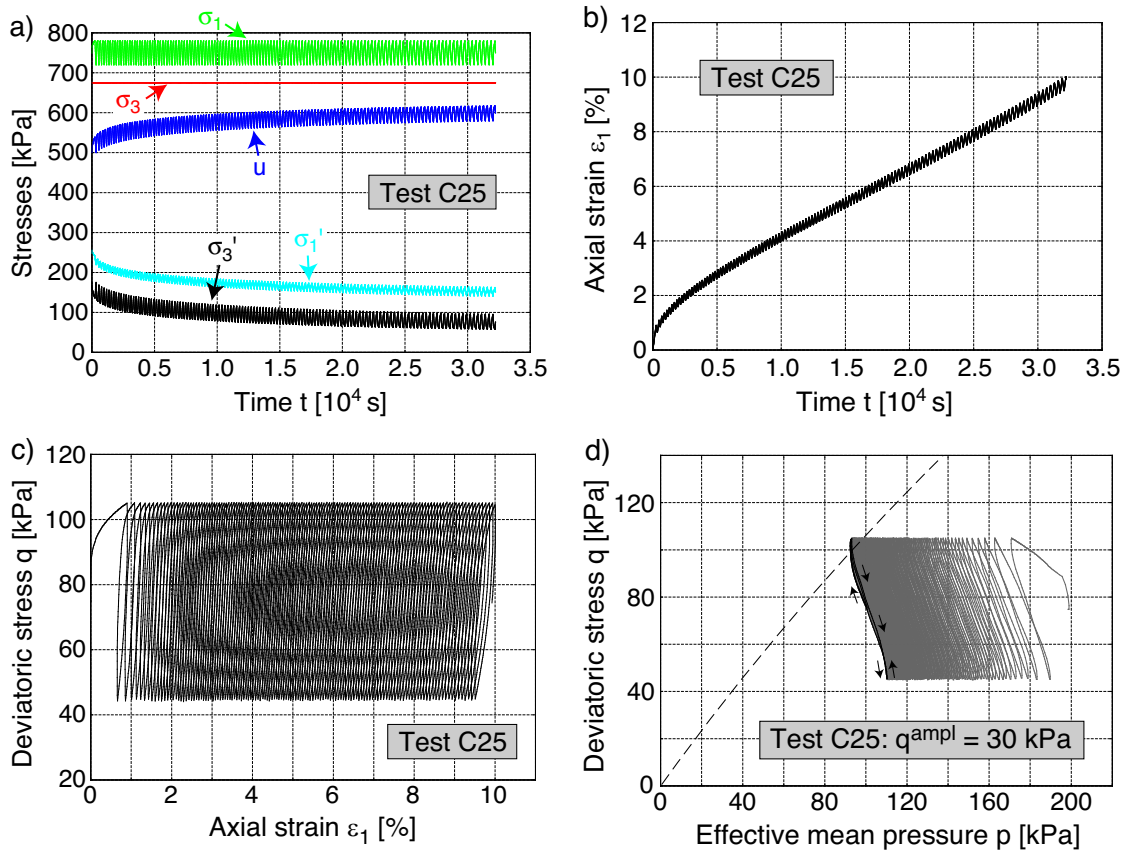 a)
σ₁
800
700
600
500
400
300
200
100
0
Stresses [kPa]
σ₃
u
Test C25
σ₃'
σ₁'
0 0.5 1.0 1.5 2.0 2.5 3.0 3.5
Time t [10⁴ s]
b)
12
10
8
6
4
2
0
Axial strain ε₁ [%]
Test C25
0 0.5 1.0 1.5 2.0 2.5 3.0 3.5
Time t [10⁴ s]
c)
120
100
80
60
40
20
Deviatoric stress q [kPa]
Test C25
0 2 4 6 8 10
Axial strain ε₁ [%]
d)
120
80
40
0
Deviatoric stress q [kPa]
Test C25: q^ampl = 30 kPa
0 40 80 120 160 200
Effective mean pressure p [kPa]